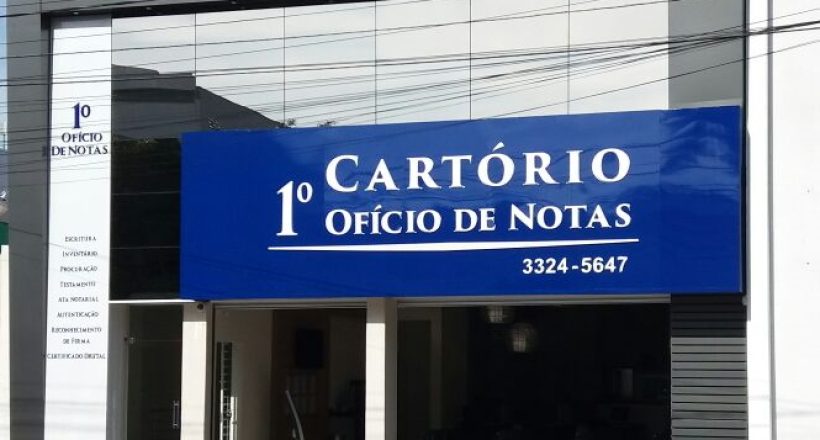 1º
OFÍCIO
DE NOTAS
ESCRITURA
INVENTÁRIO
PROCURAÇÃO
TESTAMENTO
ATA NOTARIAL
AUTENTICAÇÃO
RECONHECIMENTO
DE FIRMA
CERTIFICADO DIGITAL
1º CARTÓRIO
OFÍCIO DE NOTAS
3324-5647